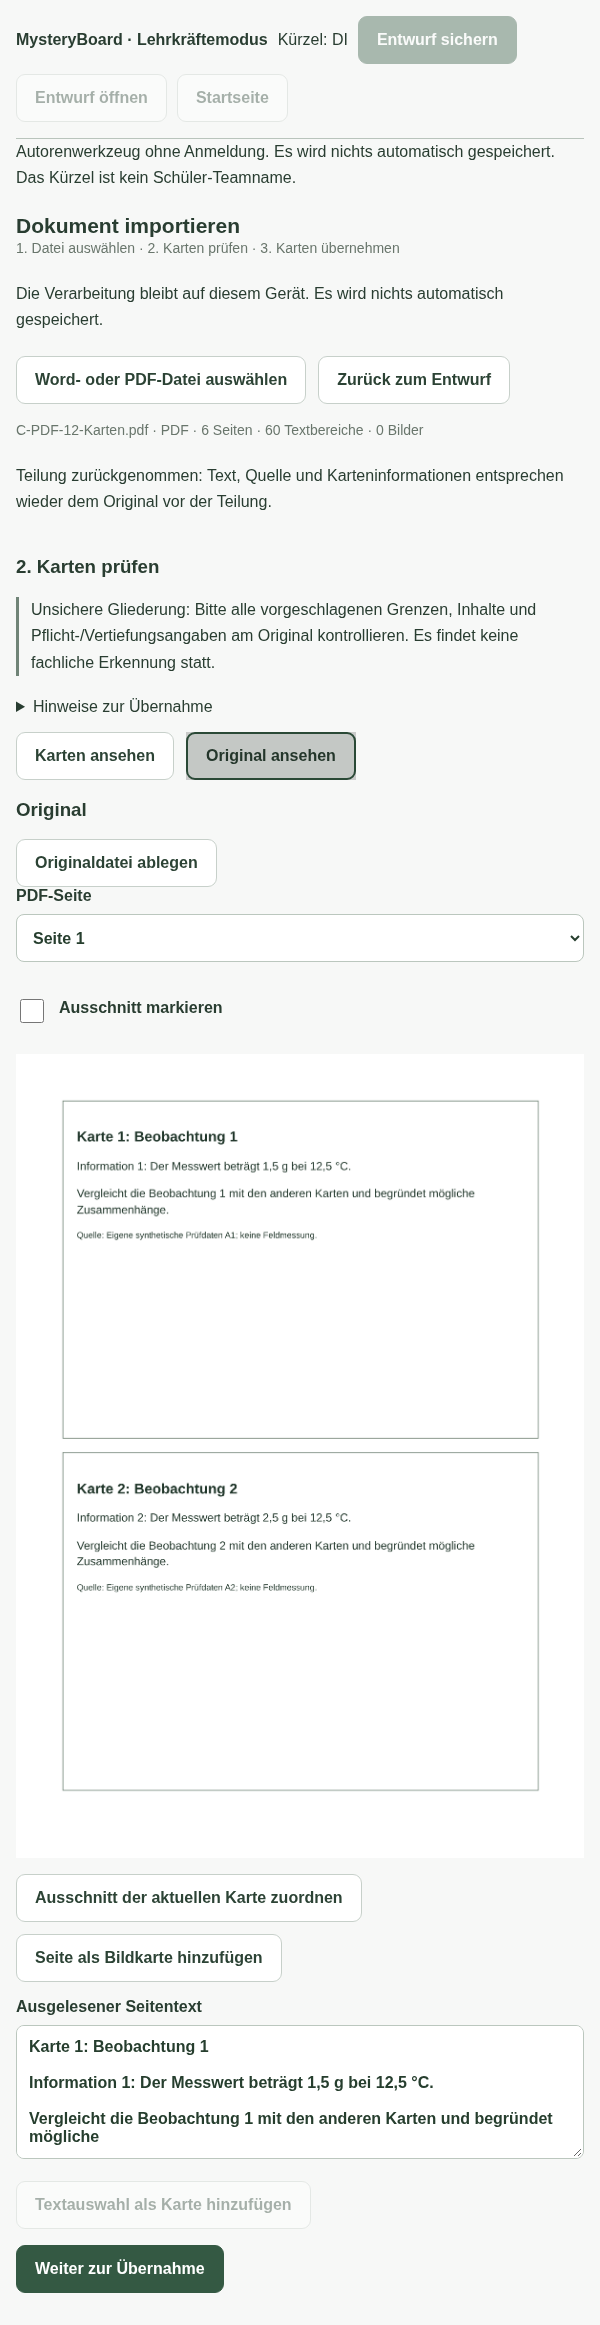 MysteryBoard · Lehrkräftemodus Kürzel: DI Entwurf sichern
Entwurf öffnen Startseite
Autorenwerkzeug ohne Anmeldung. Es wird nichts automatisch gespeichert.
Das Kürzel ist kein Schüler-Teamname.
Dokument importieren
1. Datei auswählen · 2. Karten prüfen · 3. Karten übernehmen
Die Verarbeitung bleibt auf diesem Gerät. Es wird nichts automatisch
gespeichert.
Word- oder PDF-Datei auswählen Zurück zum Entwurf
C-PDF-12-Karten.pdf · PDF · 6 Seiten · 60 Textbereiche · 0 Bilder
Teilung zurückgenommen: Text, Quelle und Karteninformationen entsprechen
wieder dem Original vor der Teilung.
2. Karten prüfen
Unsichere Gliederung: Bitte alle vorgeschlagenen Grenzen, Inhalte und
Pflicht-/Vertiefungsangaben am Original kontrollieren. Es findet keine
fachliche Erkennung statt.
Hinweise zur Übernahme
Karten ansehen Original ansehen
Original
Originaldatei ablegen
PDF-Seite
Seite 1
Ausschnitt markieren
Karte 1: Beobachtung 1
Information 1: Der Messwert beträgt 1,5 g bei 12,5 °C.
Vergleicht die Beobachtung 1 mit den anderen Karten und begründet mögliche
Zusammenhänge.
Quelle: Eigene synthetische Prüfdaten A1; keine Feldmessung.
Karte 2: Beobachtung 2
Information 2: Der Messwert beträgt 2,5 g bei 12,5 °C.
Vergleicht die Beobachtung 2 mit den anderen Karten und begründet mögliche
Zusammenhänge.
Quelle: Eigene synthetische Prüfdaten A2; keine Feldmessung.
Ausschnitt der aktuellen Karte zuordnen
Seite als Bildkarte hinzufügen
Ausgelesener Seitentext
Karte 1: Beobachtung 1
Information 1: Der Messwert beträgt 1,5 g bei 12,5 °C.
Vergleicht die Beobachtung 1 mit den anderen Karten und begründet
mögliche
Textauswahl als Karte hinzufügen
Weiter zur Übernahme